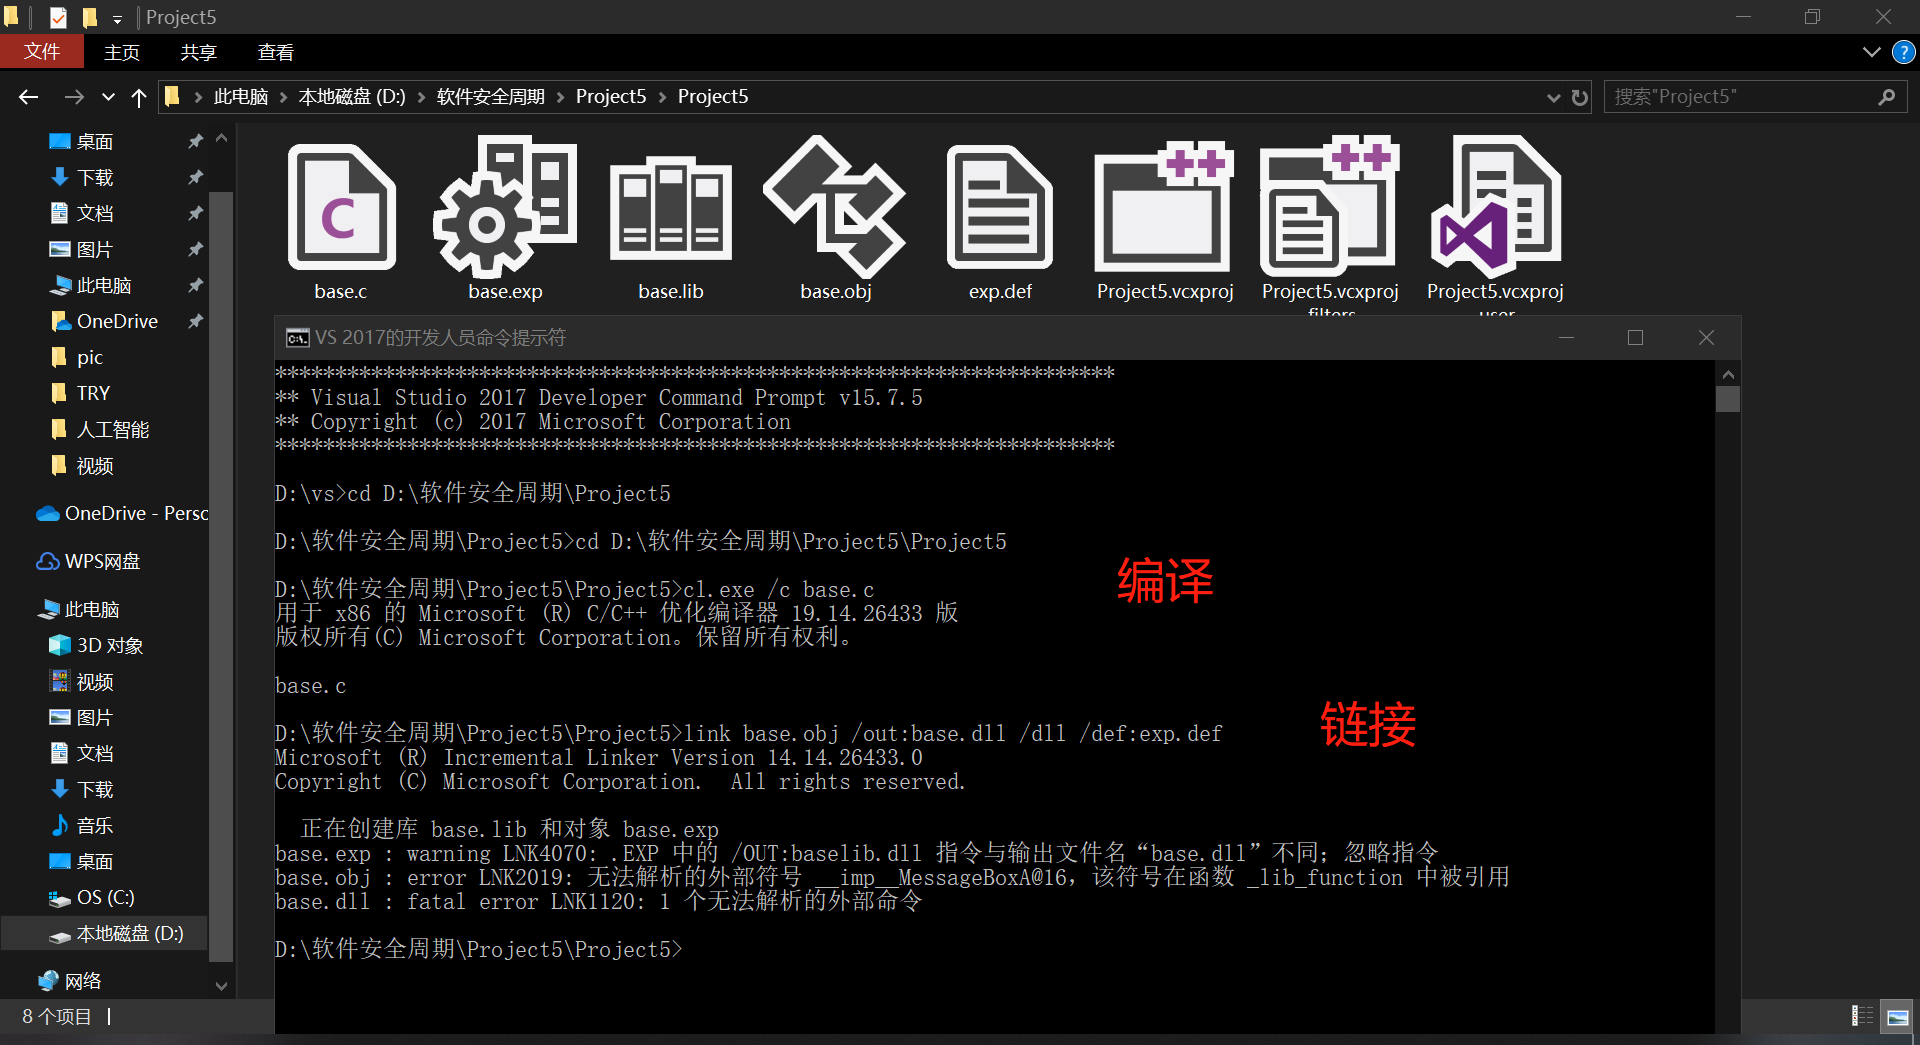 Project5
文件 主页 共享 查看
此电脑 › 本地磁盘 (D:) › 软件安全周期 › Project5 › Project5
搜索"Project5"
桌面
下载
文档
图片
此电脑
OneDrive
pic
TRY
人工智能
视频
OneDrive - Perso
WPS网盘
此电脑
3D 对象
视频
图片
文档
下载
音乐
桌面
OS (C:)
本地磁盘 (D:)
网络
8 个项目
base.c
base.exp
base.lib
base.obj
exp.def
Project5.vcxproj
Project5.vcxproj
filters
Project5.vcxproj
user
VS 2017的开发人员命令提示符
**********************************************************************
** Visual Studio 2017 Developer Command Prompt v15.7.5
** Copyright (c) 2017 Microsoft Corporation
**********************************************************************
D:\vs>cd D:\软件安全周期\Project5
D:\软件安全周期\Project5>cd D:\软件安全周期\Project5\Project5
编译
D:\软件安全周期\Project5\Project5>cl.exe /c base.c
用于 x86 的 Microsoft (R) C/C++ 优化编译器 19.14.26433 版
版权所有(C) Microsoft Corporation。保留所有权利。
base.c
链接
D:\软件安全周期\Project5\Project5>link base.obj /out:base.dll /dll /def:exp.def
Microsoft (R) Incremental Linker Version 14.14.26433.0
Copyright (C) Microsoft Corporation.  All rights reserved.
正在创建库 base.lib 和对象 base.exp
base.exp : warning LNK4070: .EXP 中的 /OUT:baselib.dll 指令与输出文件名“base.dll”不同；忽略指令
base.obj : error LNK2019: 无法解析的外部符号 __imp__MessageBoxA@16，该符号在函数 _lib_function 中被引用
base.dll : fatal error LNK1120: 1 个无法解析的外部命令
D:\软件安全周期\Project5\Project5>